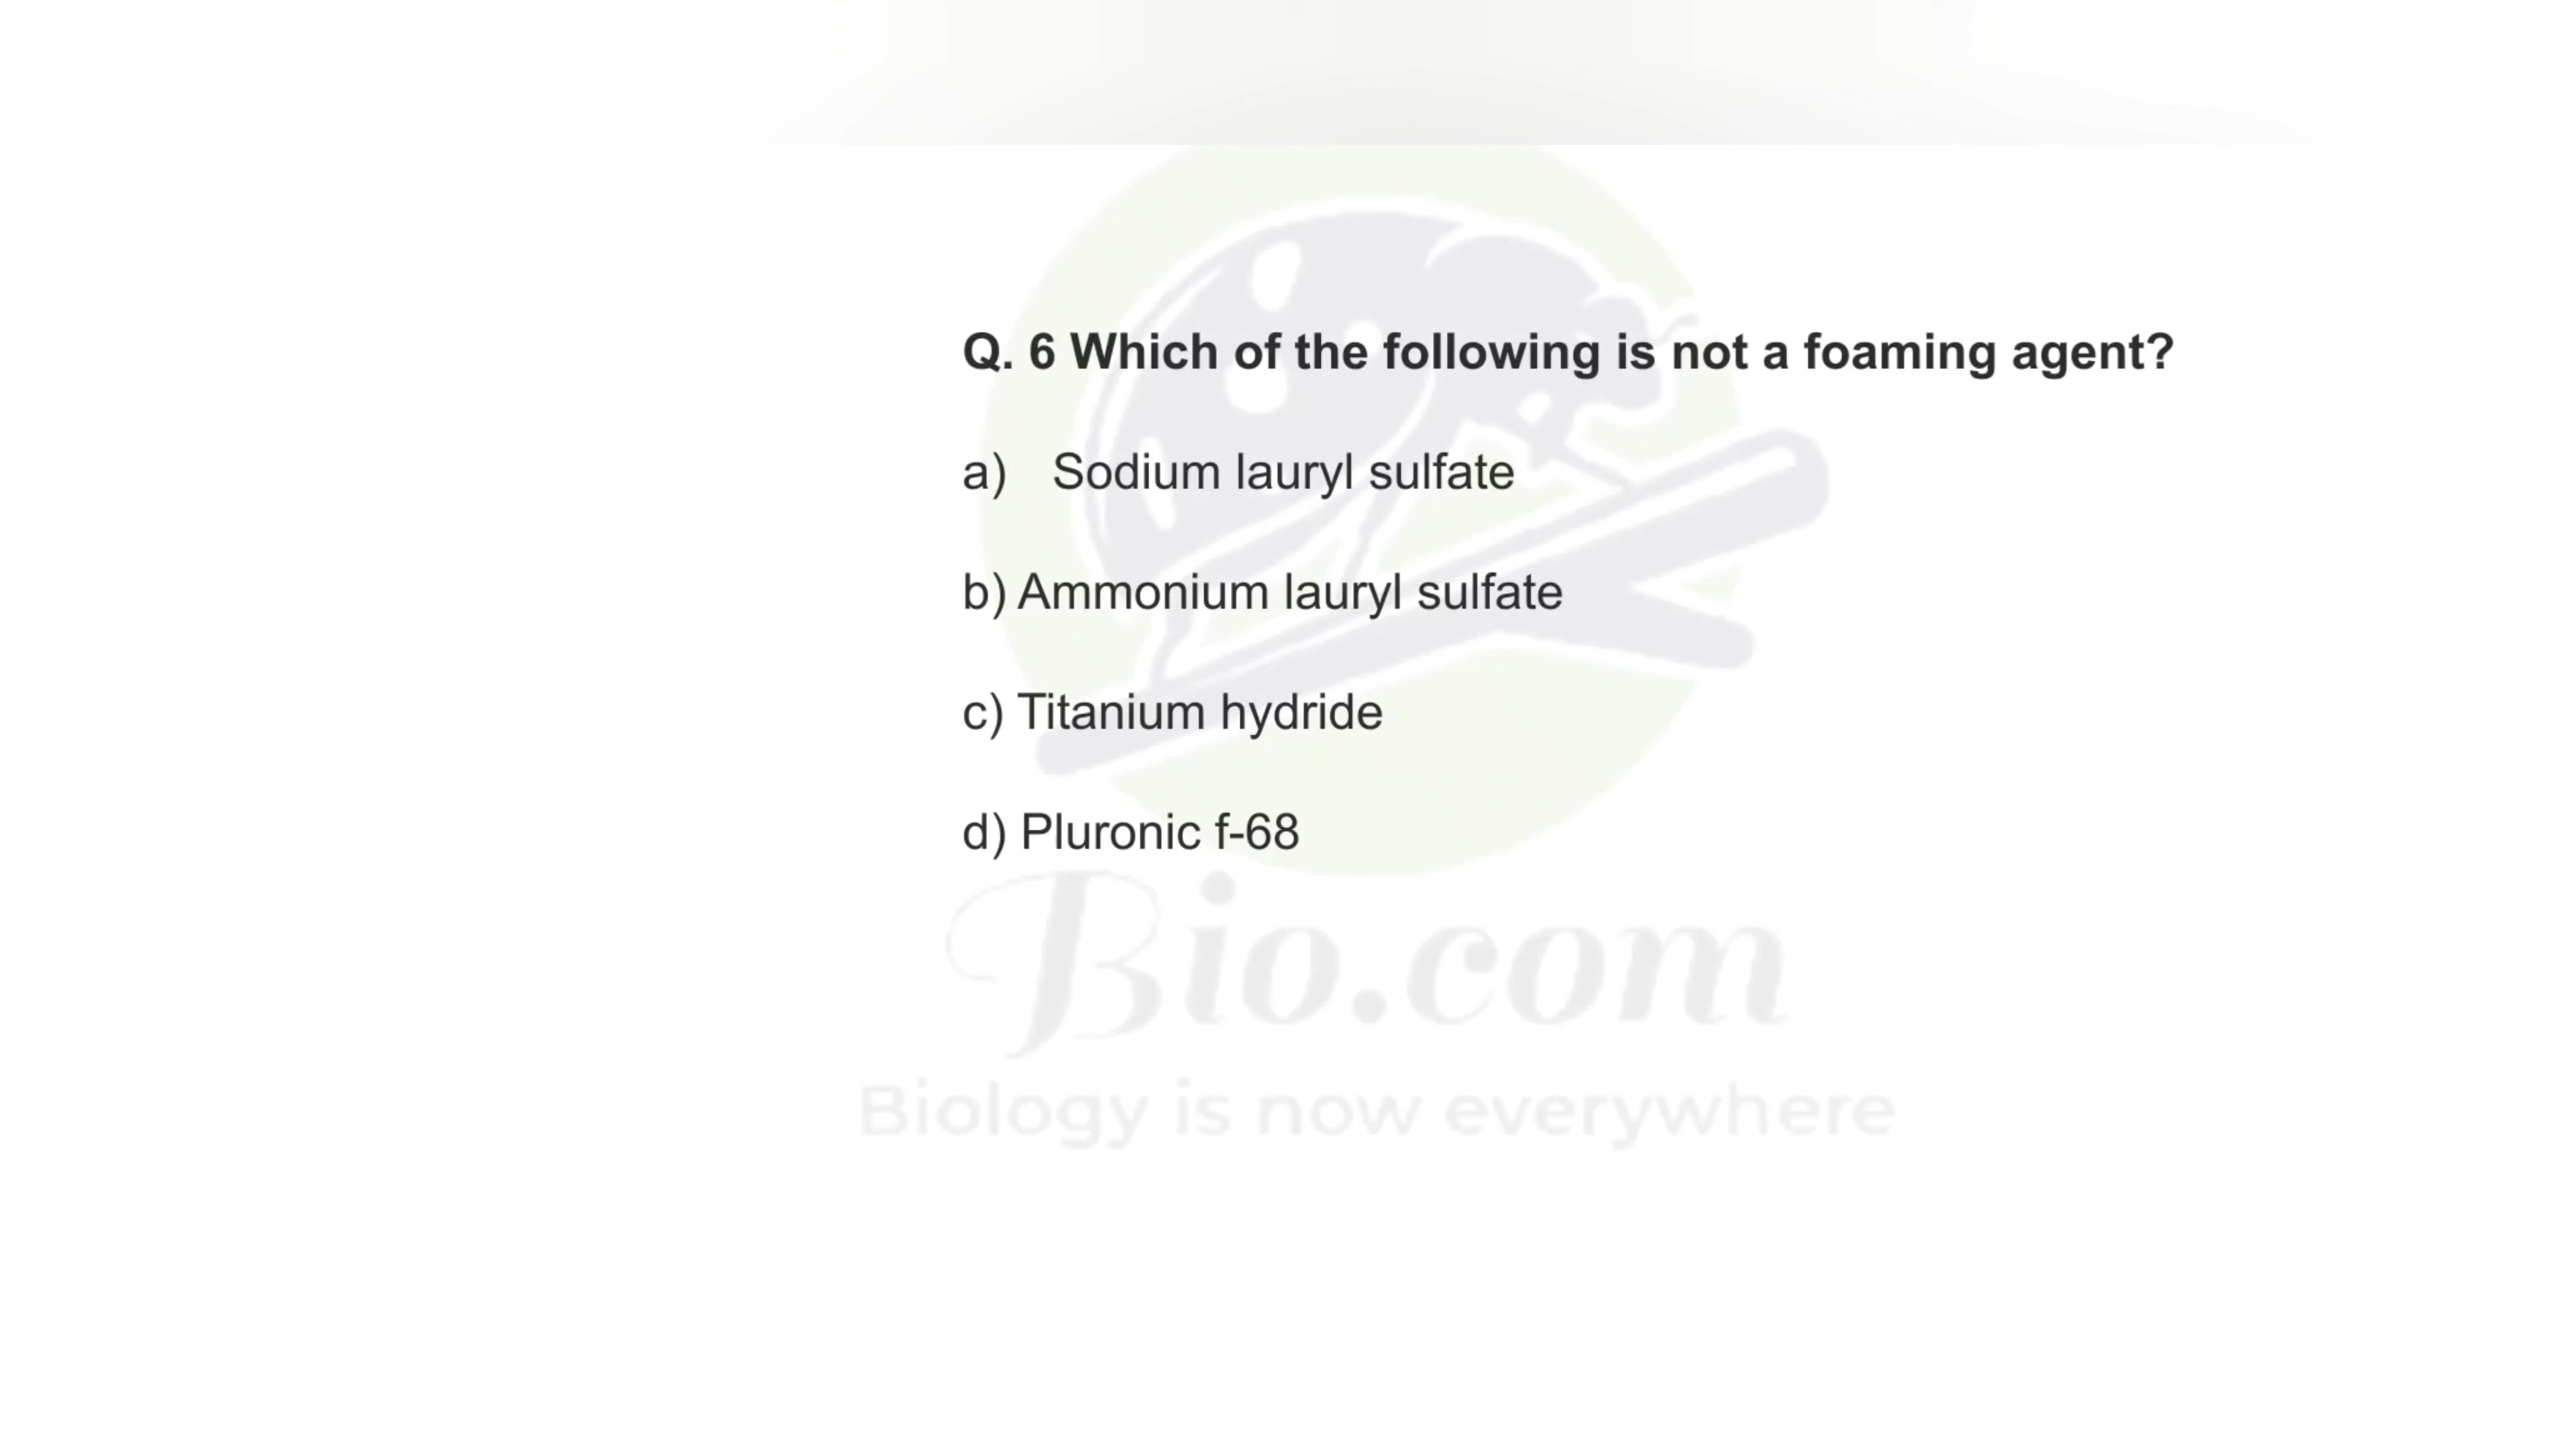 Q. 6 Which of the following is not a foaming agent?
a) Sodium lauryl sulfate
b) Ammonium lauryl sulfate
c) Titanium hydride
d) Pluronic f-68
Bio.com
Biology is now everywhere